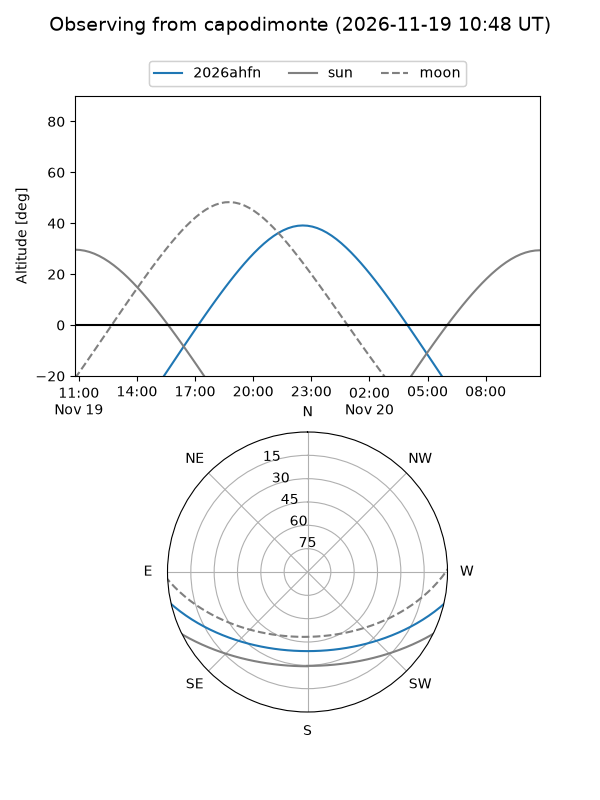 Observing from capodimonte (2026-11-19 10:48 UT)
2026ahfn sun moon
Altitude [deg]
80
60
40
20
0
−20
11:00 14:00 17:00 20:00 23:00 02:00 05:00 08:00
Nov 19 Nov 20
N
NE NW
15
30
45
60
75
E W
SE SW
S